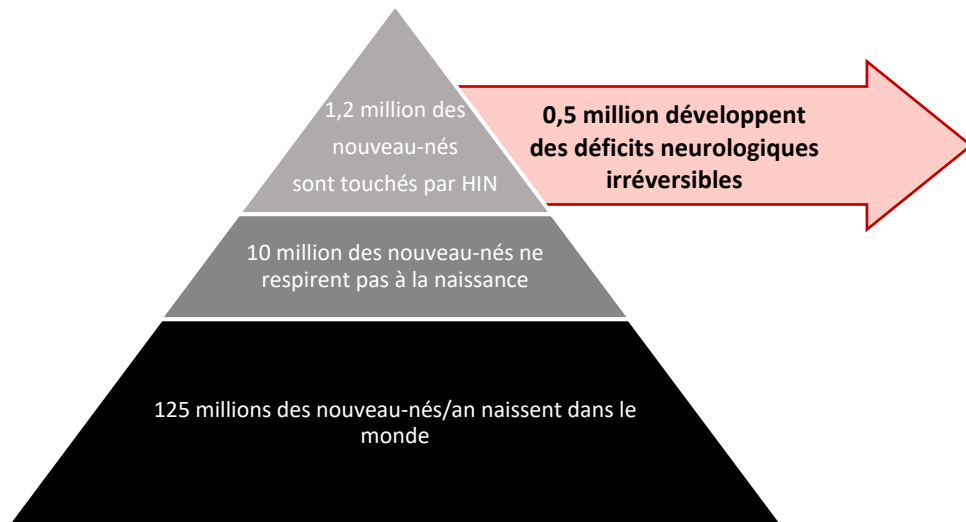 1,2 million des
nouveau-nés
sont touchés par HIN
0,5 million développent
des déficits neurologiques
irréversibles
10 million des nouveau-nés ne
respirent pas à la naissance
125 millions des nouveau-nés/an naissent dans le
monde